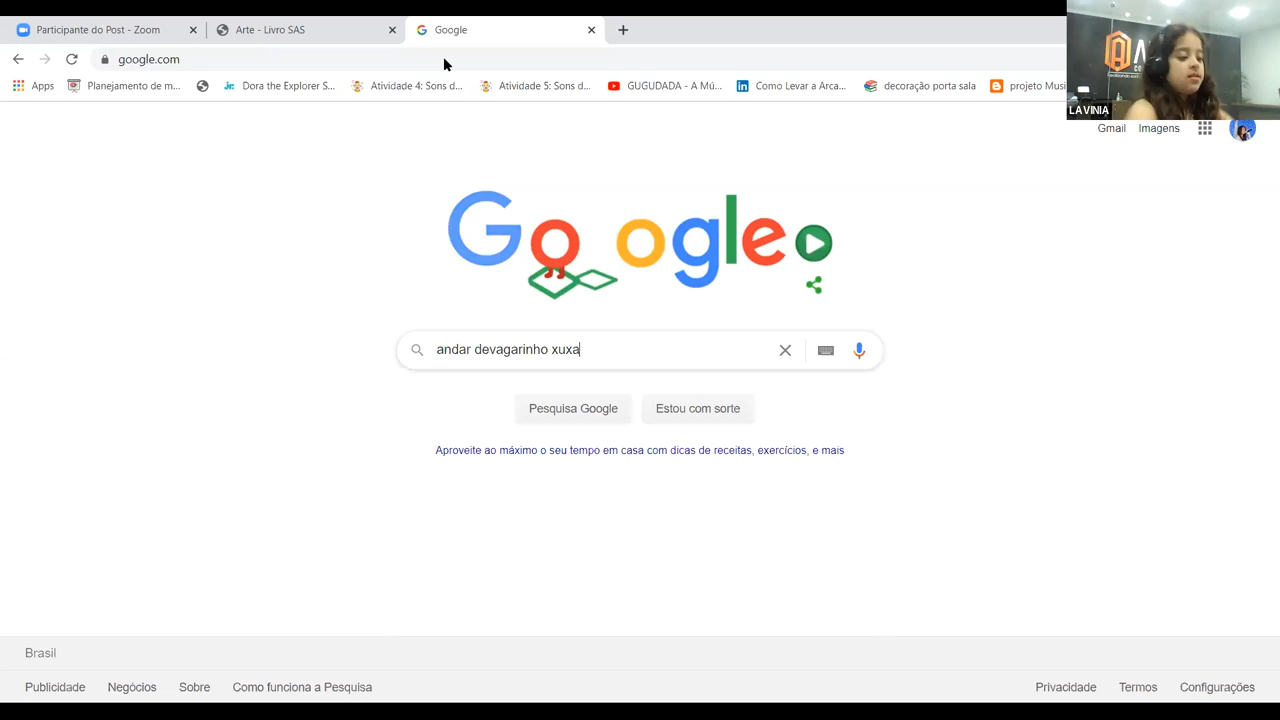 Participante do Post - Zoom
Arte - Livro SAS
Google
google.com
Apps
Planejamento de m...
Dora the Explorer S...
Atividade 4: Sons d...
Atividade 5: Sons d...
GUGUDADA - A Mú...
Como Levar a Arca...
decoração porta sala
projeto Musi
LAVINIA
Gmail
Imagens
Google
andar devagarinho xuxa
Pesquisa Google
Estou com sorte
Aproveite ao máximo o seu tempo em casa com dicas de receitas, exercícios, e mais
Brasil
Publicidade
Negócios
Sobre
Como funciona a Pesquisa
Privacidade
Termos
Configurações